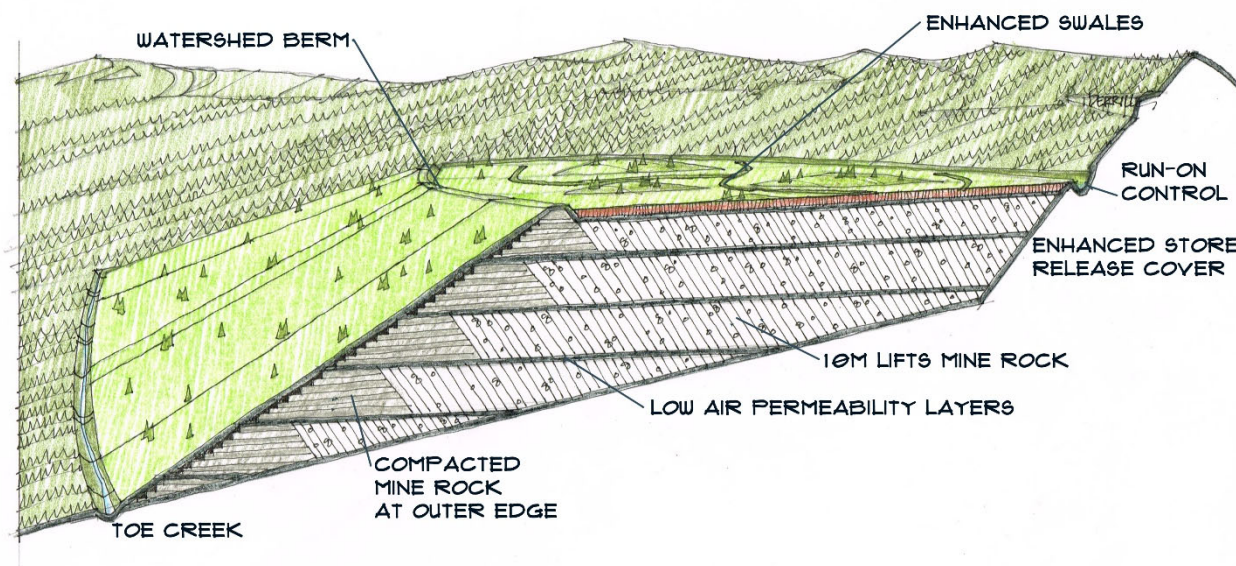 WATERSHED BERM
ENHANCED SWALES
RUN-ON
CONTROL
ENHANCED STORE
RELEASE COVER
10M LIFTS MINE ROCK
LOW AIR PERMEABILITY LAYERS
COMPACTED
MINE ROCK
AT OUTER EDGE
TOE CREEK